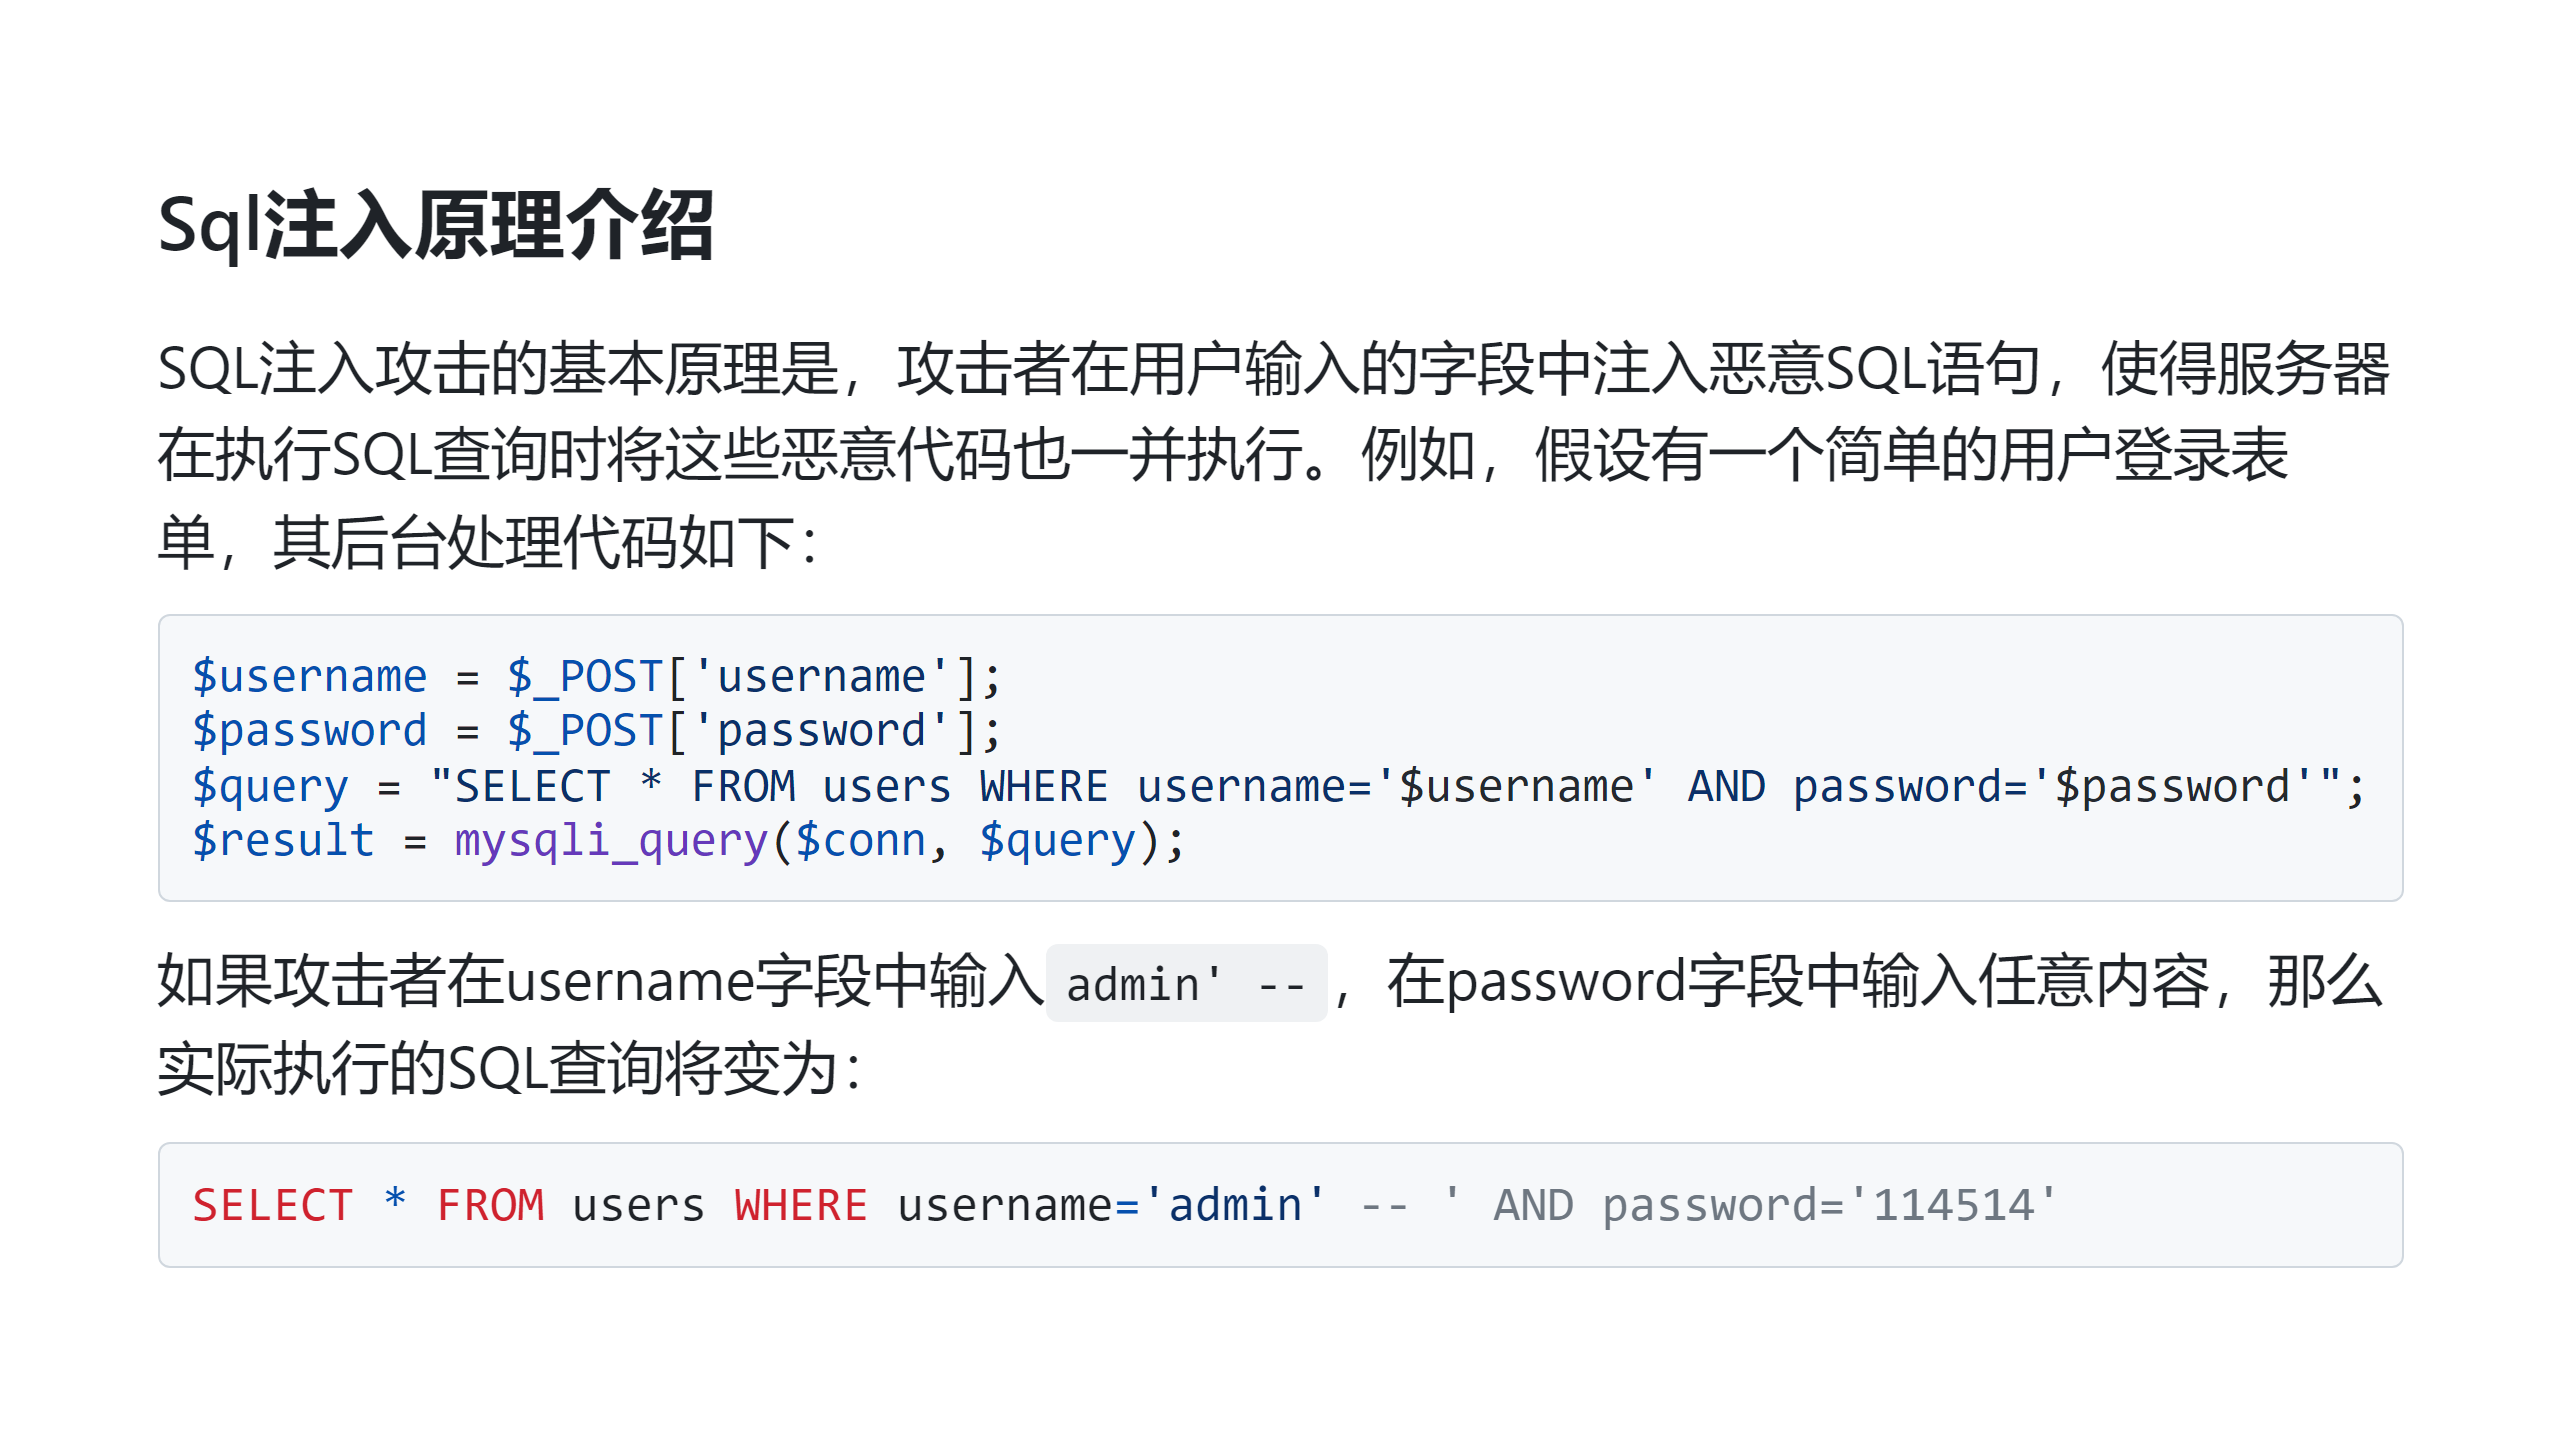 Sql注入原理介绍
SQL注入攻击的基本原理是，攻击者在用户输入的字段中注入恶意SQL语句，使得服务器
在执行SQL查询时将这些恶意代码也一并执行。例如，假设有一个简单的用户登录表
单，其后台处理代码如下：
$username = $_POST['username'];
$password = $_POST['password'];
$query = "SELECT * FROM users WHERE username='$username' AND password='$password'";
$result = mysqli_query($conn, $query);
如果攻击者在username字段中输入 admin' -- ，在password字段中输入任意内容，那么
实际执行的SQL查询将变为：
SELECT * FROM users WHERE username='admin' -- ' AND password='114514'